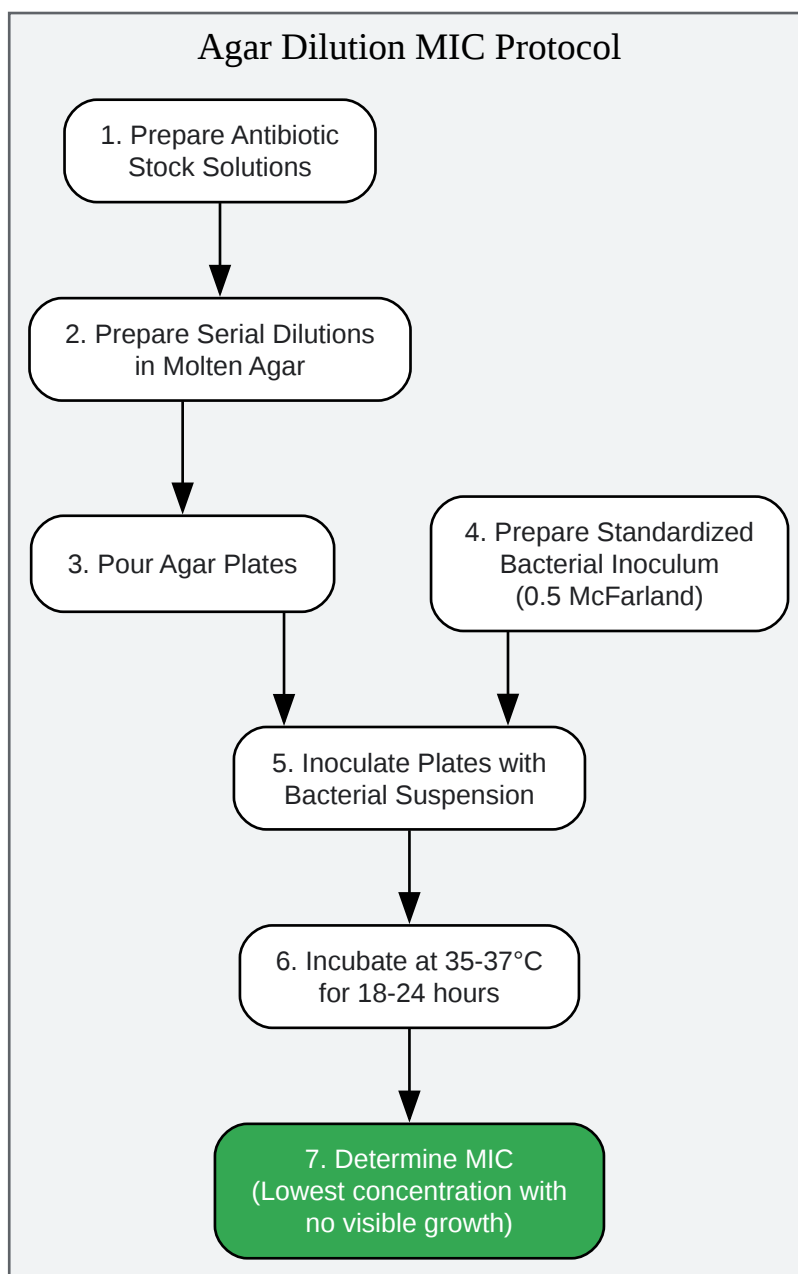 Agar Dilution MIC Protocol
1. Prepare Antibiotic
Stock Solutions
2. Prepare Serial Dilutions
in Molten Agar
3. Pour Agar Plates
4. Prepare Standardized
Bacterial Inoculum
(0.5 McFarland)
5. Inoculate Plates with
Bacterial Suspension
6. Incubate at 35-37°C
for 18-24 hours
7. Determine MIC
(Lowest concentration with
no visible growth)